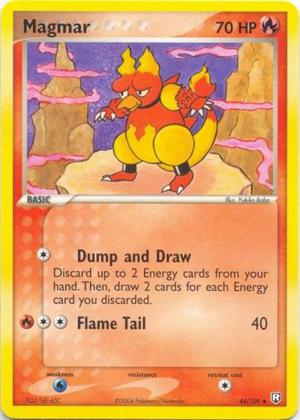 Magmar 70 HP
BASIC Illus. Yukiko Baba
Dump and Draw
Discard up to 2 Energy cards from your
hand. Then, draw 2 cards for each Energy
card you discarded.
Flame Tail 40
weakness resistance retreat cost
©2004 Pokémon/Nintendo 44/109
R